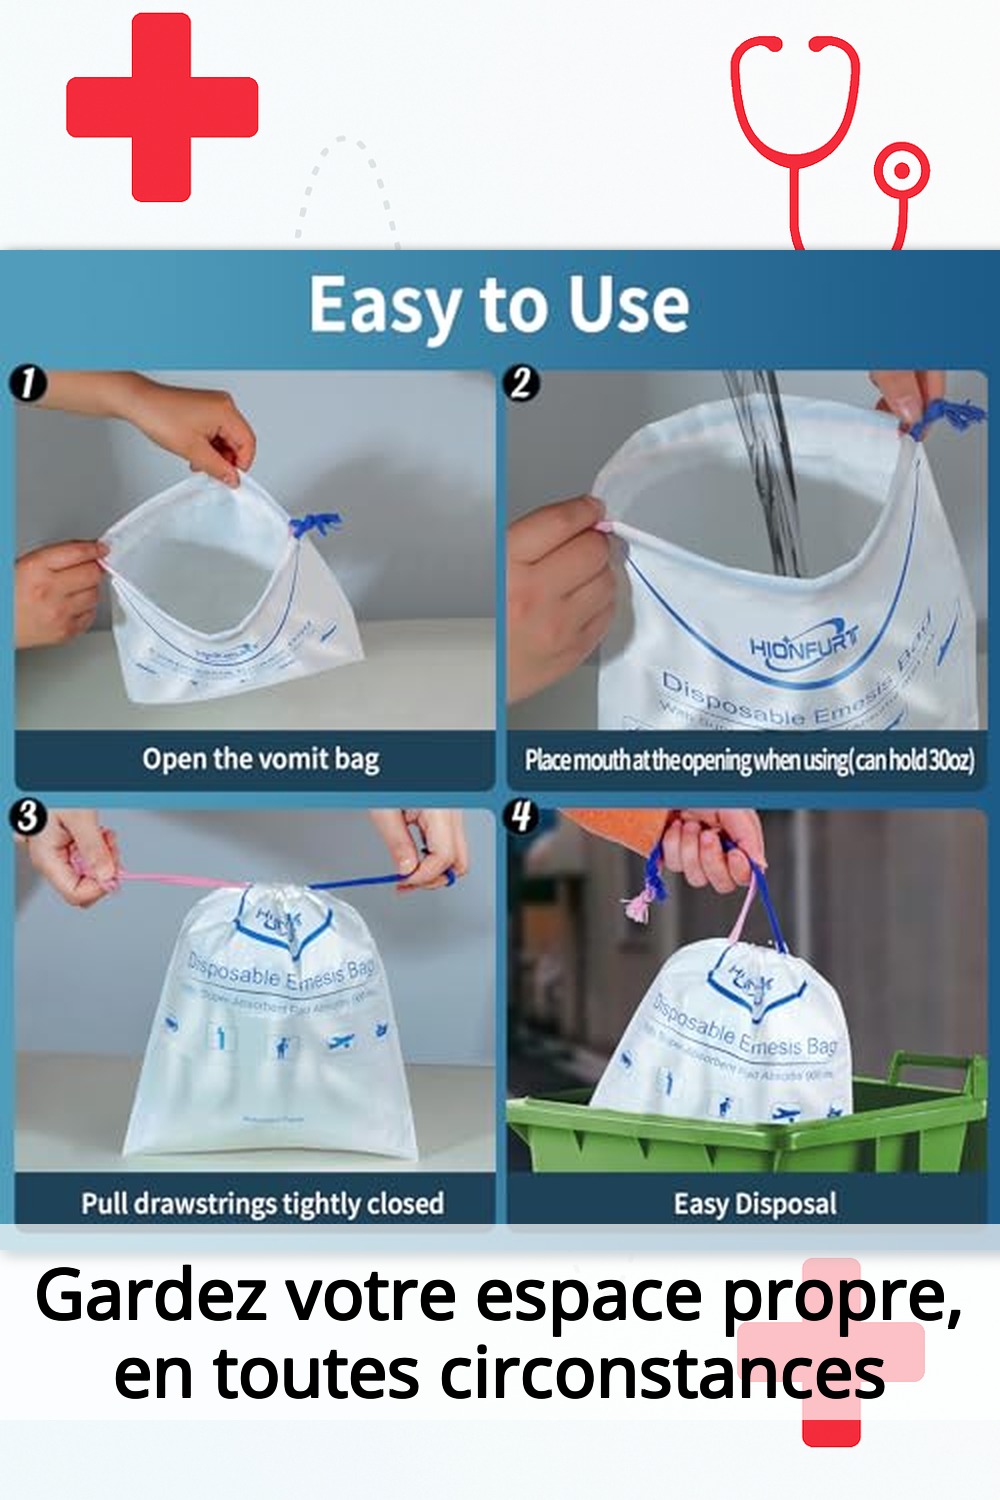 Easy to Use
1
2
HIONFURT
Disposable Emesis Bag
Open the vomit bag
Place mouth at the opening when using(can hold 30oz)
3
4
Disposable Emesis Bag
Disposable Emesis Bag
Pull drawstrings tightly closed
Easy Disposal
Gardez votre espace propre,
en toutes circonstances